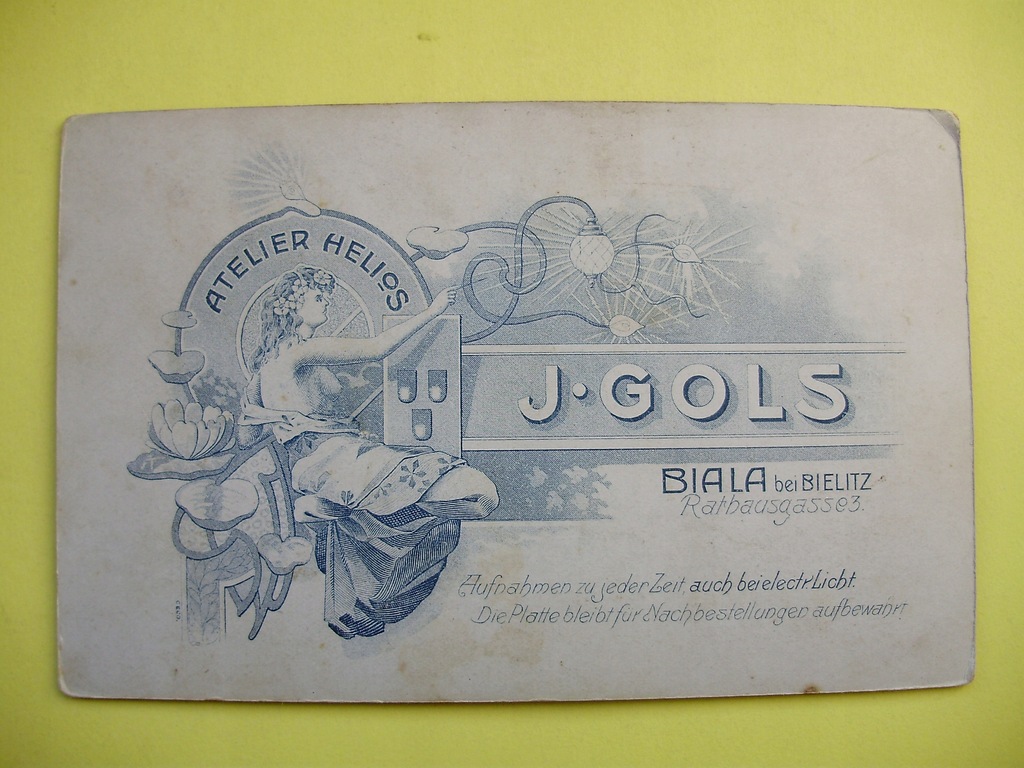 ATELIER HELIOS
J·GOLS
BIALA bei BIELITZ
Rathausgasse 3.
Aufnahmen zu jeder Zeit, auch bei electr. Licht.
Die Platte bleibt für Nachbestellungen aufbewahrt